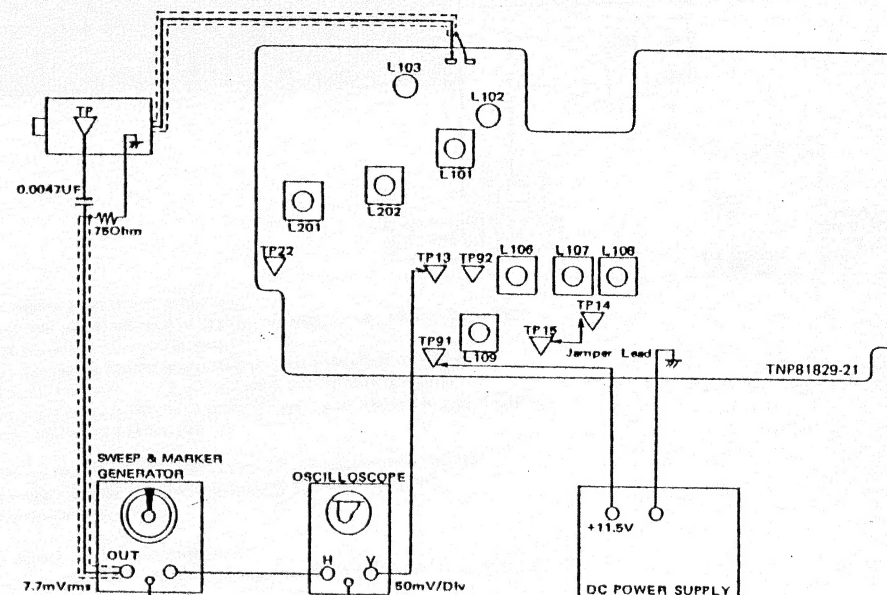 L103
L102
TP
L101
0.0047UF
L202
L201
75Ohm
TP22
TP13
TP92
L106
L107
L108
TP14
TP15
TP91
L109
Jamper Lead
TNP81829-21
SWEEP & MARKER
GENERATOR
OSCILLOSCOPE
+11.5V
OUT
H
V
7.7mVrms
50mV/Div
DC POWER SUPPLY